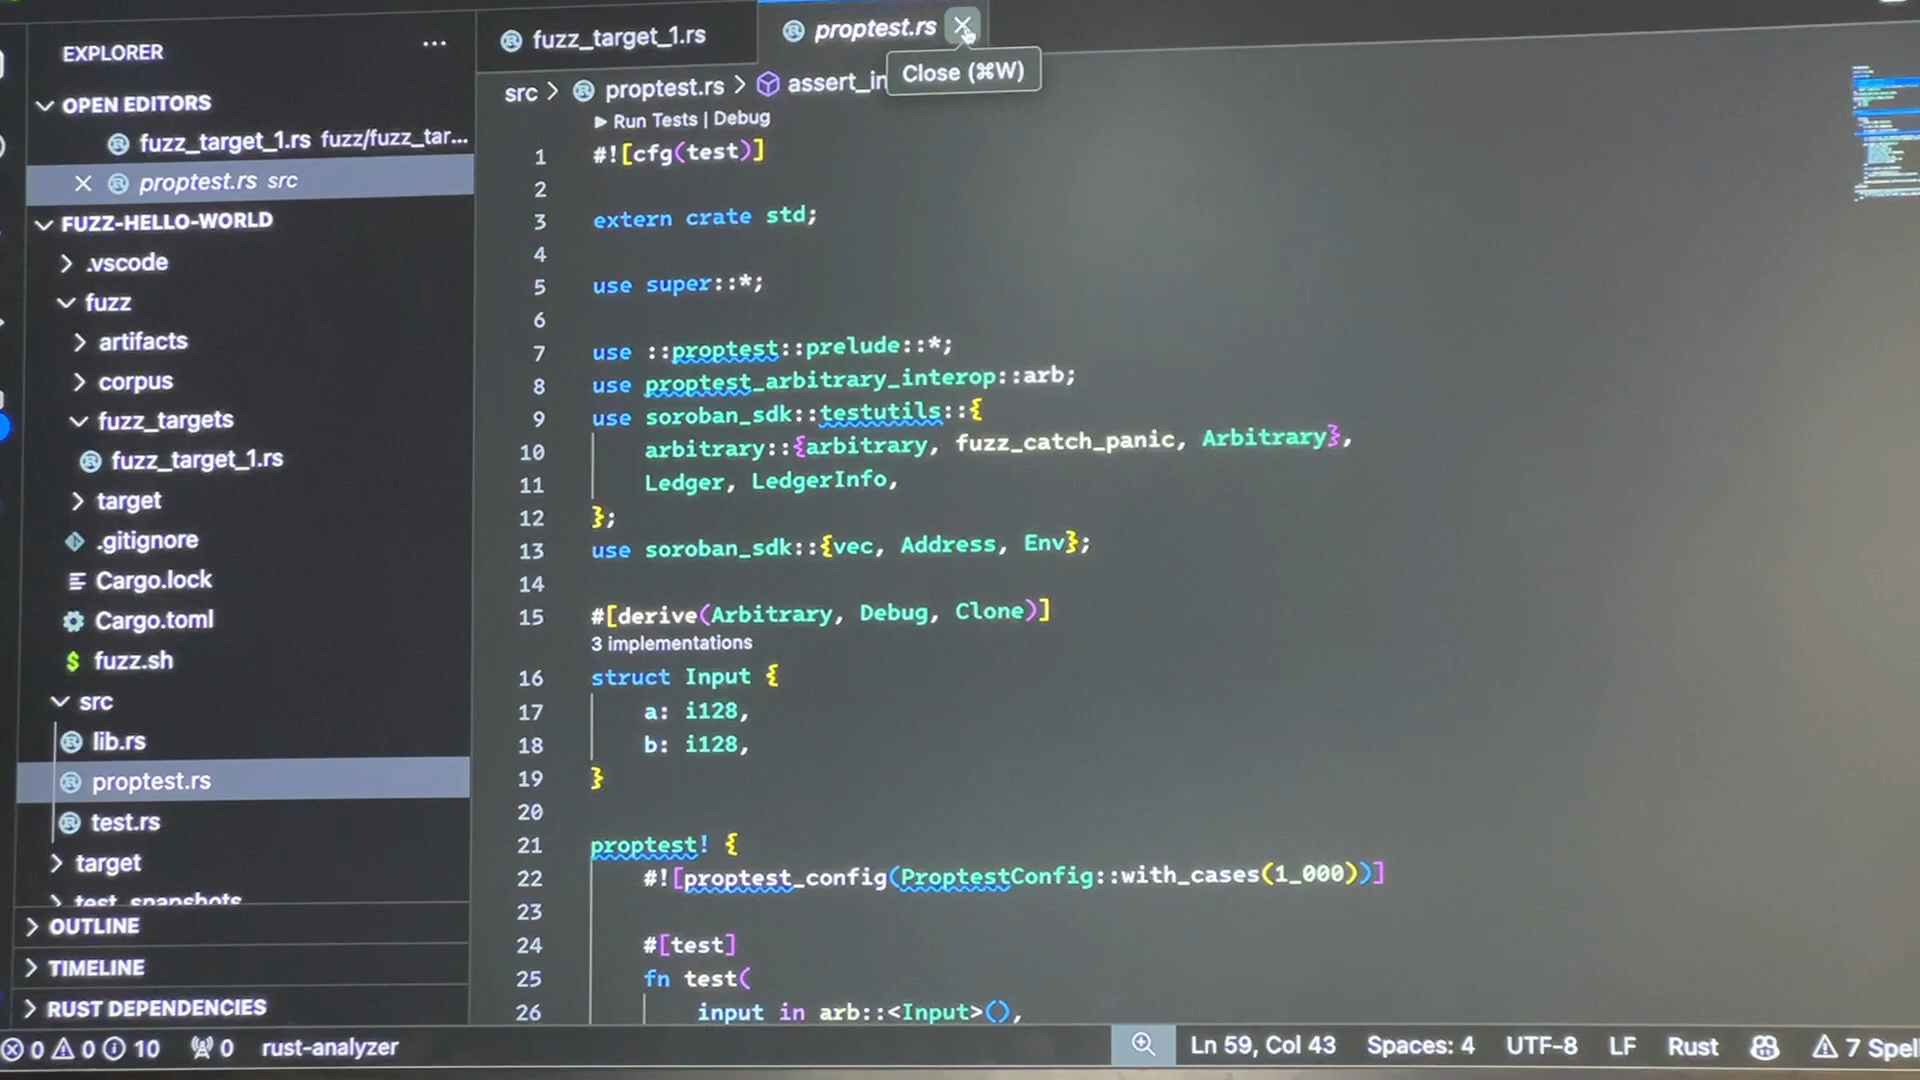 EXPLORER
OPEN EDITORS
fuzz_target_1.rs fuzz/fuzz_tar...
proptest.rs src
FUZZ-HELLO-WORLD
.vscode
fuzz
artifacts
corpus
fuzz_targets
fuzz_target_1.rs
target
.gitignore
Cargo.lock
Cargo.toml
$ fuzz.sh
src
lib.rs
proptest.rs
test.rs
target
test_snapshots
OUTLINE
TIMELINE
RUST DEPENDENCIES
fuzz_target_1.rs
proptest.rs
Close (⌘W)
src > proptest.rs > assert_in
Run Tests | Debug
1 #![cfg(test)]
2
3 extern crate std;
4
5 use super::*;
6
7 use ::proptest::prelude::*;
8 use proptest_arbitrary_interop::arb;
9 use soroban_sdk::testutils::{
10 arbitrary::{arbitrary, fuzz_catch_panic, Arbitrary},
11 Ledger, LedgerInfo,
12 };
13 use soroban_sdk::{vec, Address, Env};
14
15 #[derive(Arbitrary, Debug, Clone)]
3 implementations
16 struct Input {
17 a: i128,
18 b: i128,
19 }
20
21 proptest! {
22 #![proptest_config(ProptestConfig::with_cases(1_000))]
23
24 #[test]
25 fn test(
26 input in arb::<Input>(),
0 0 10 0 rust-analyzer
Ln 59, Col 43 Spaces: 4 UTF-8 LF Rust 7 Spell